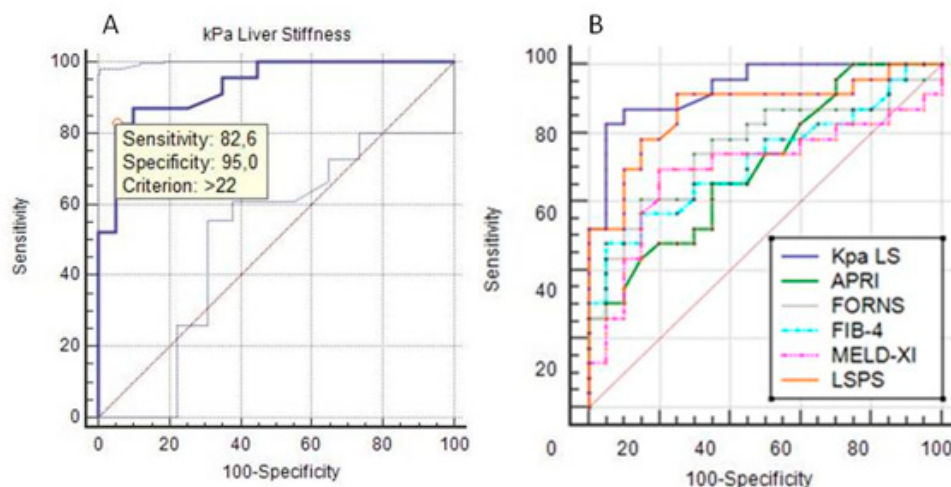 A
kPa Liver Stiffness
100
80
60
40
20
0
Sensitivity
Sensitivity: 82,6
Specificity: 95,0
Criterion: >22
0 20 40 60 80 100
100-Specificity
B
100
80
60
40
20
Sensitivity
Kpa LS
APRI
FORNS
FIB-4
MELD-XI
LSPS
0 20 40 60 80 100
100-Specificity